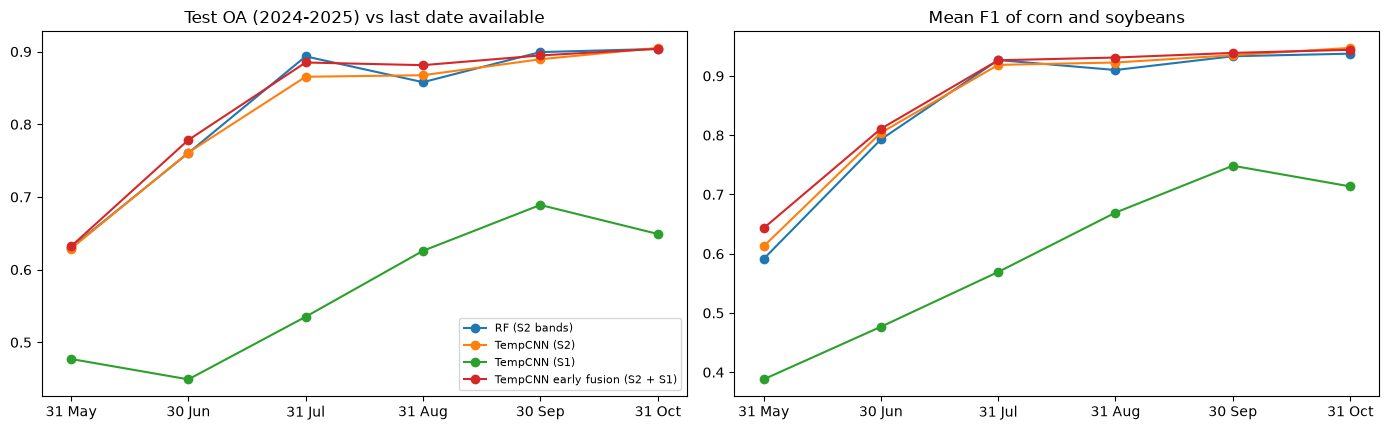 Test OA (2024-2025) vs last date available
0.9
0.8
0.7
0.6
0.5
31 May
30 Jun
31 Jul
31 Aug
30 Sep
31 Oct
RF (S2 bands)
TempCNN (S2)
TempCNN (S1)
TempCNN early fusion (S2 + S1)
Mean F1 of corn and soybeans
0.9
0.8
0.7
0.6
0.5
0.4
31 May
30 Jun
31 Jul
31 Aug
30 Sep
31 Oct